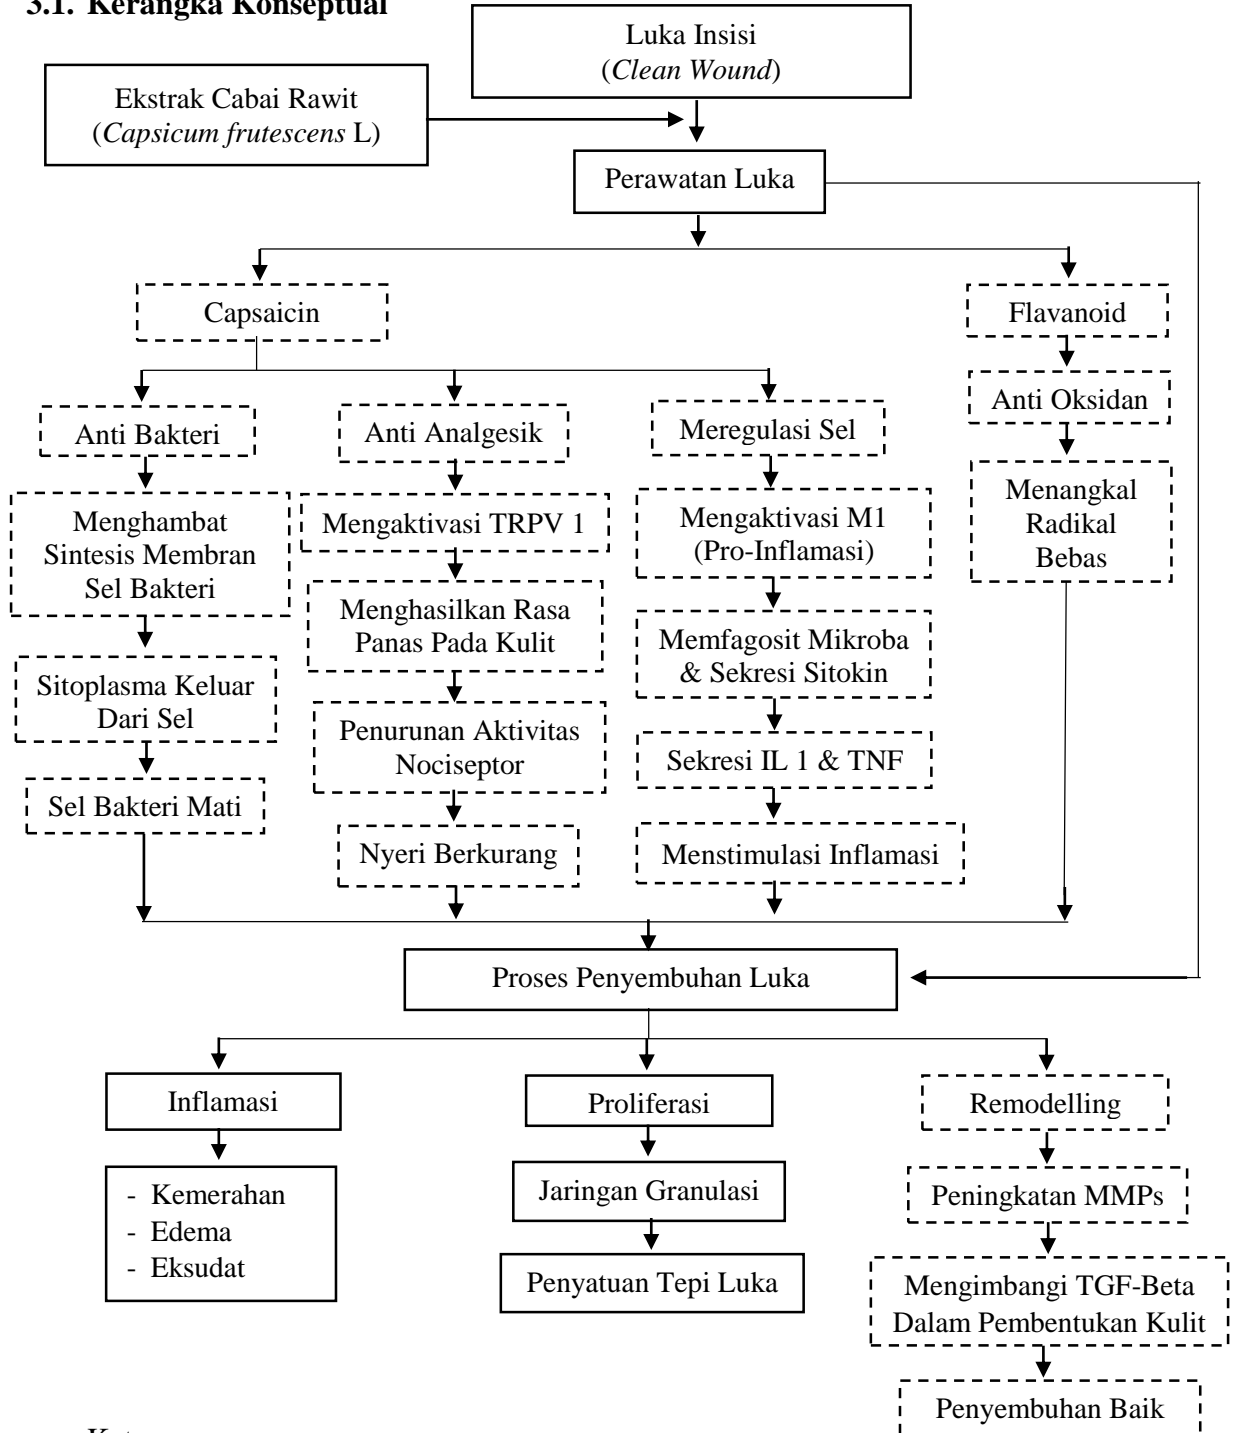 3.1. Kerangka Konseptual
Luka Insisi
(Clean Wound)
Ekstrak Cabai Rawit
(Capsicum frutescens L)
Perawatan Luka
Capsaicin
Flavanoid
Anti Bakteri
Anti Analgesik
Meregulasi Sel
Anti Oksidan
Menghambat
Sintesis Membran
Sel Bakteri
Mengaktivasi TRPV 1
Mengaktivasi M1
(Pro-Inflamasi)
Menangkal
Radikal
Bebas
Menghasilkan Rasa
Panas Pada Kulit
Memfagosit Mikroba
& Sekresi Sitokin
Sitoplasma Keluar
Dari Sel
Penurunan Aktivitas
Nociseptor
Sekresi IL 1 & TNF
Sel Bakteri Mati
Nyeri Berkurang
Menstimulasi Inflamasi
Proses Penyembuhan Luka
Inflamasi
Proliferasi
Remodelling
- Kemerahan
- Edema
- Eksudat
Jaringan Granulasi
Penyatuan Tepi Luka
Peningkatan MMPs
Mengimbangi TGF-Beta
Dalam Pembentukan Kulit
Penyembuhan Baik